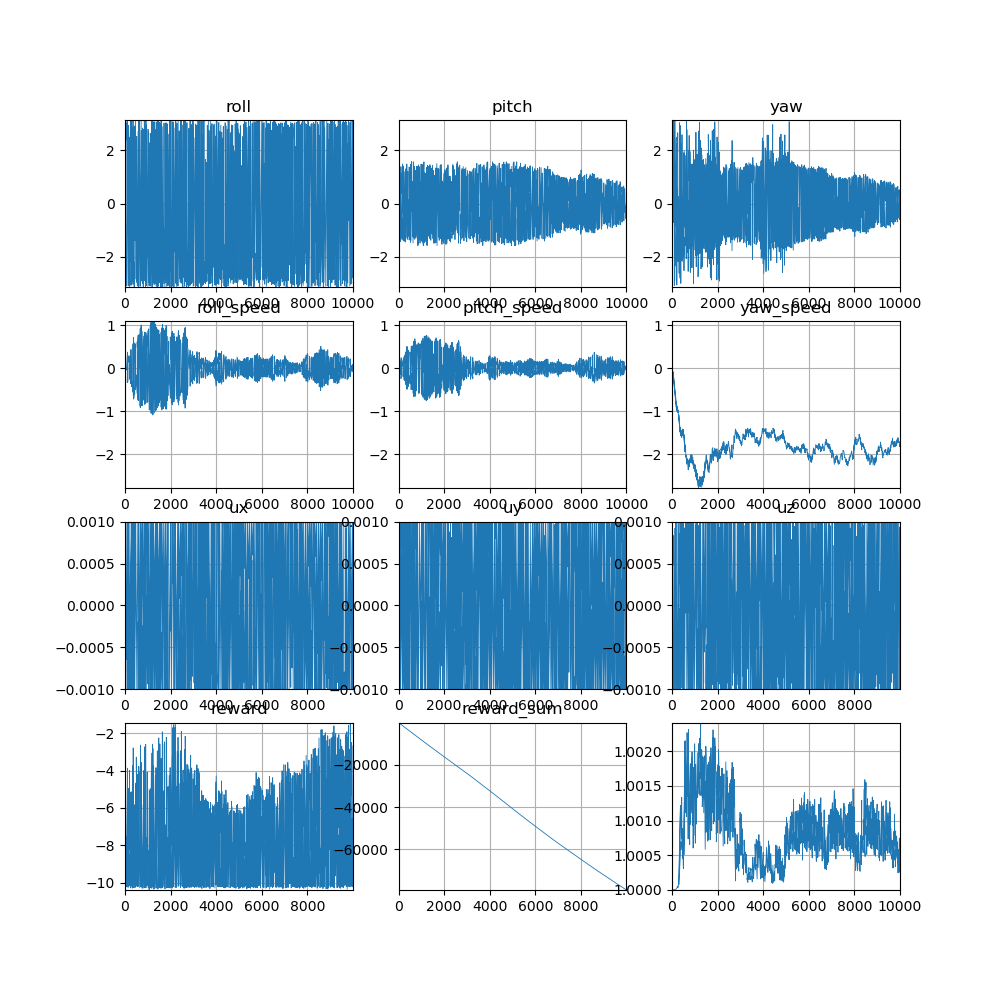 roll pitch yaw
2 2 2
0 0 0
−2 −2 −2
0 2000 4000 6000 8000 10000 0 2000 4000 6000 8000 10000 0 2000 4000 6000 8000 10000
roll_speed pitch_speed yaw_speed
1 1 1
0 0 0
−1 −1 −1
−2 −2 −2
0 2000 4000 6000 8000 10000 0 2000 4000 6000 8000 10000 0 2000 4000 6000 8000 10000
ux uy uz
0.0010 0.0010 0.0010
0.0005 0.0005 0.0005
0.0000 0.0000 0.0000
−0.0005 −0.0005 −0.0005
−0.0010 −0.0010 −0.0010
0 2000 4000 6000 8000 0 2000 4000 6000 8000 0 2000 4000 6000 8000
reward reward_sum
−2 −20000 1.0020
−4 −40000 1.0015
−6 −60000 1.0010
−8 1.0005
−10 1.0000
0 2000 4000 6000 8000 0 2000 4000 6000 8000 0 2000 4000 6000 8000 10000